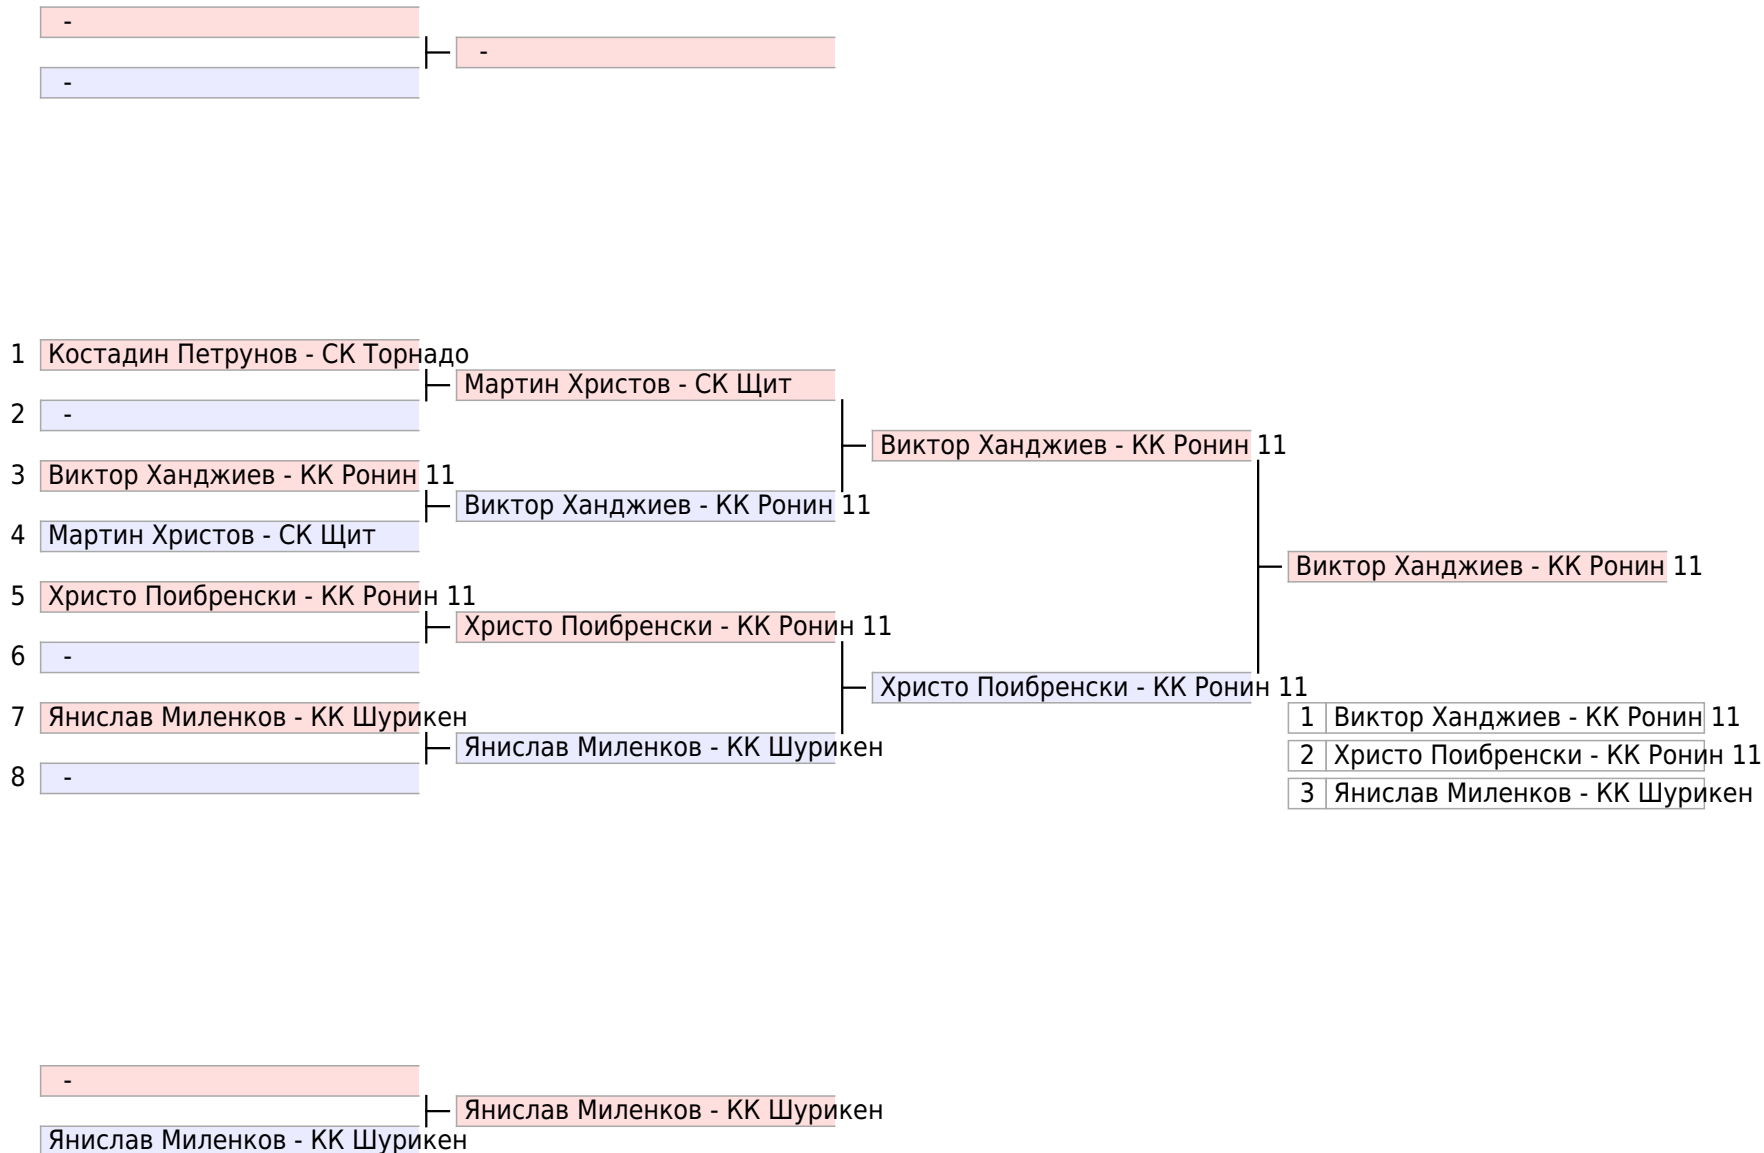 -
-
-
1 Костадин Петрунов - СК Торнадо
Мартин Христов - СК Щит
2 -
Виктор Ханджиев - КК Ронин 11
3 Виктор Ханджиев - КК Ронин 11
Виктор Ханджиев - КК Ронин 11
4 Мартин Христов - СК Щит
Виктор Ханджиев - КК Ронин 11
5 Христо Поибренски - КК Ронин 11
Христо Поибренски - КК Ронин 11
6 -
Христо Поибренски - КК Ронин 11
7 Янислав Миленков - КК Шурикен
1 Виктор Ханджиев - КК Ронин 11
Янислав Миленков - КК Шурикен
2 Христо Поибренски - КК Ронин 11
8 -
3 Янислав Миленков - КК Шурикен
-
Янислав Миленков - КК Шурикен
Янислав Миленков - КК Шурикен